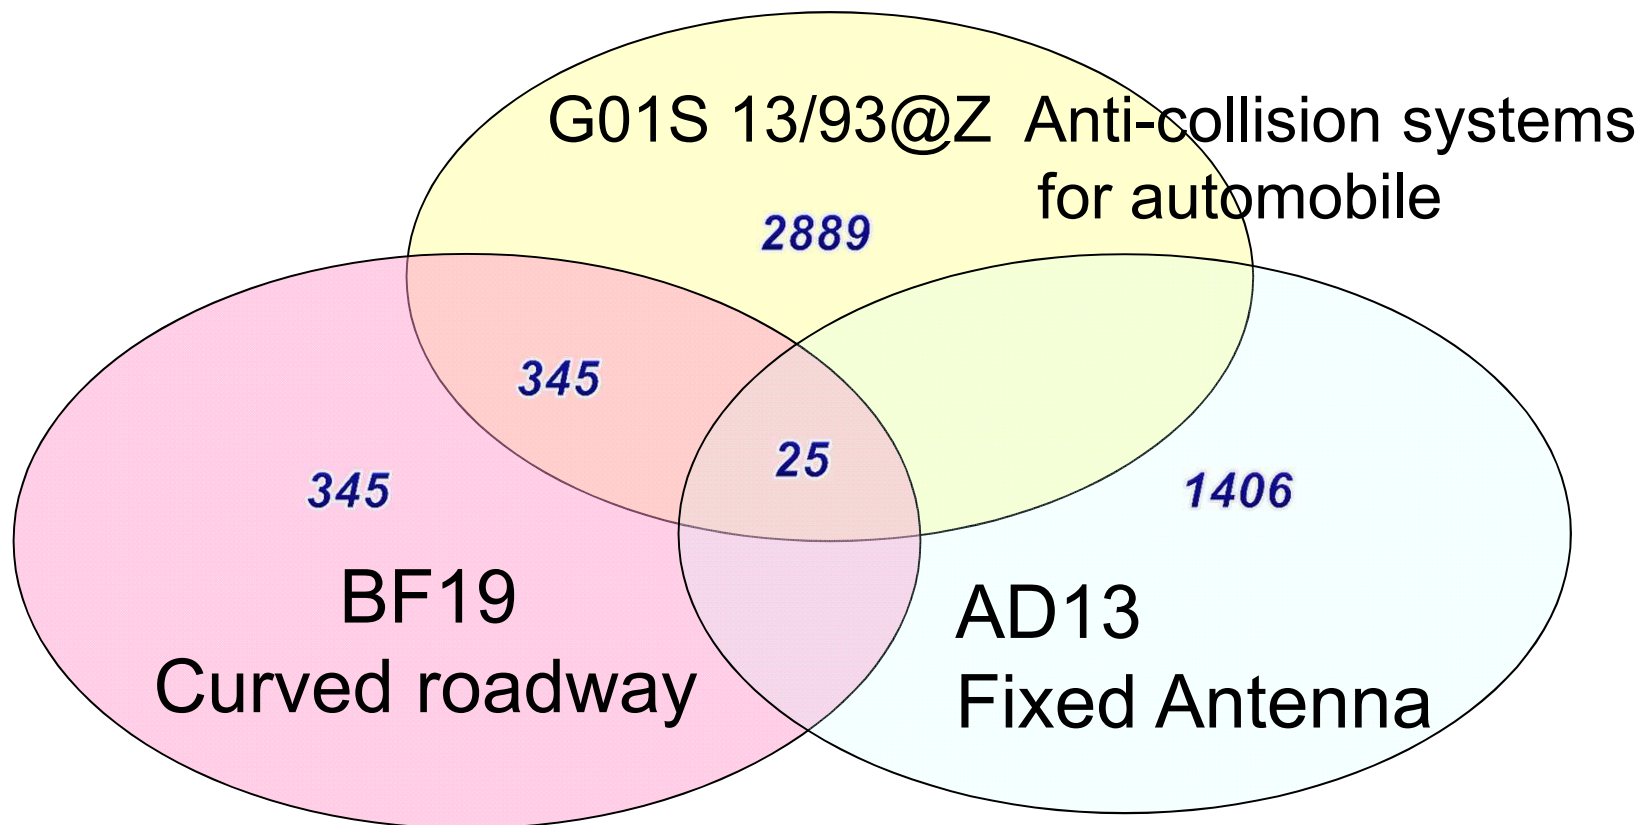 G01S 13/93@Z  Anti-collision systems
for automobile
2889
345
25
345
1406
BF19
Curved roadway
AD13
Fixed Antenna